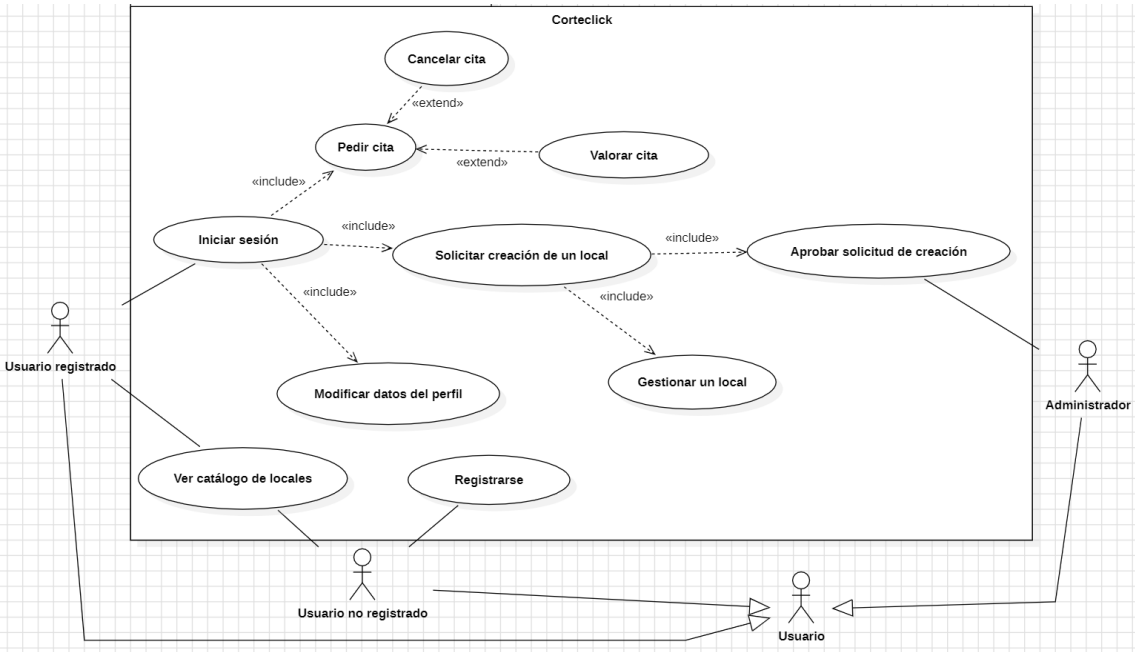 Corteclick
Cancelar cita
«extend»
Pedir cita
Valorar cita
«extend»
«include»
Iniciar sesión
«include»
Solicitar creación de un local
«include»
Aprobar solicitud de creación
«include»
«include»
Usuario registrado
Modificar datos del perfil
Gestionar un local
Administrador
Ver catálogo de locales
Registrarse
Usuario no registrado
Usuario